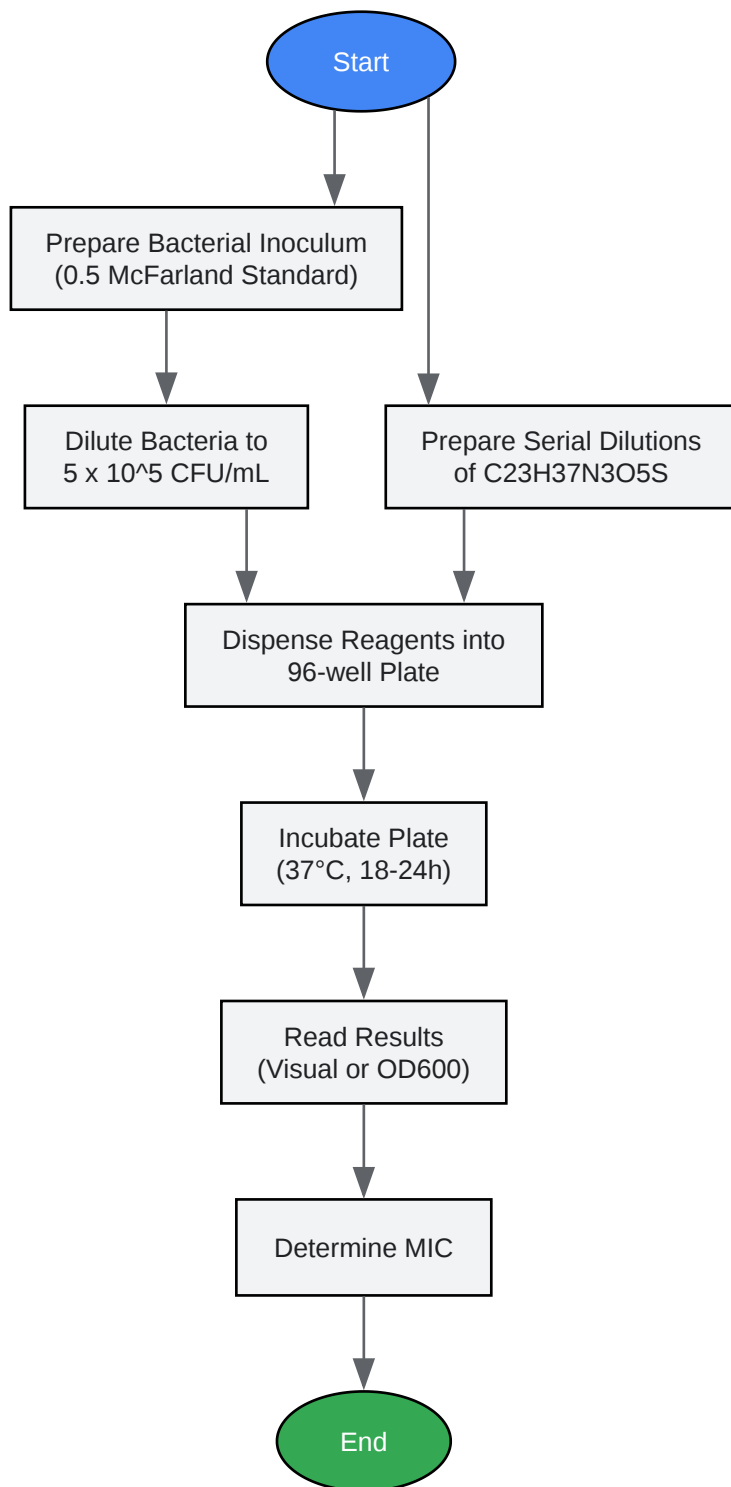 Start
Prepare Bacterial Inoculum
(0.5 McFarland Standard)
Dilute Bacteria to
5 x 10^5 CFU/mL
Prepare Serial Dilutions
of C23H37N3O5S
Dispense Reagents into
96-well Plate
Incubate Plate
(37°C, 18-24h)
Read Results
(Visual or OD600)
Determine MIC
End